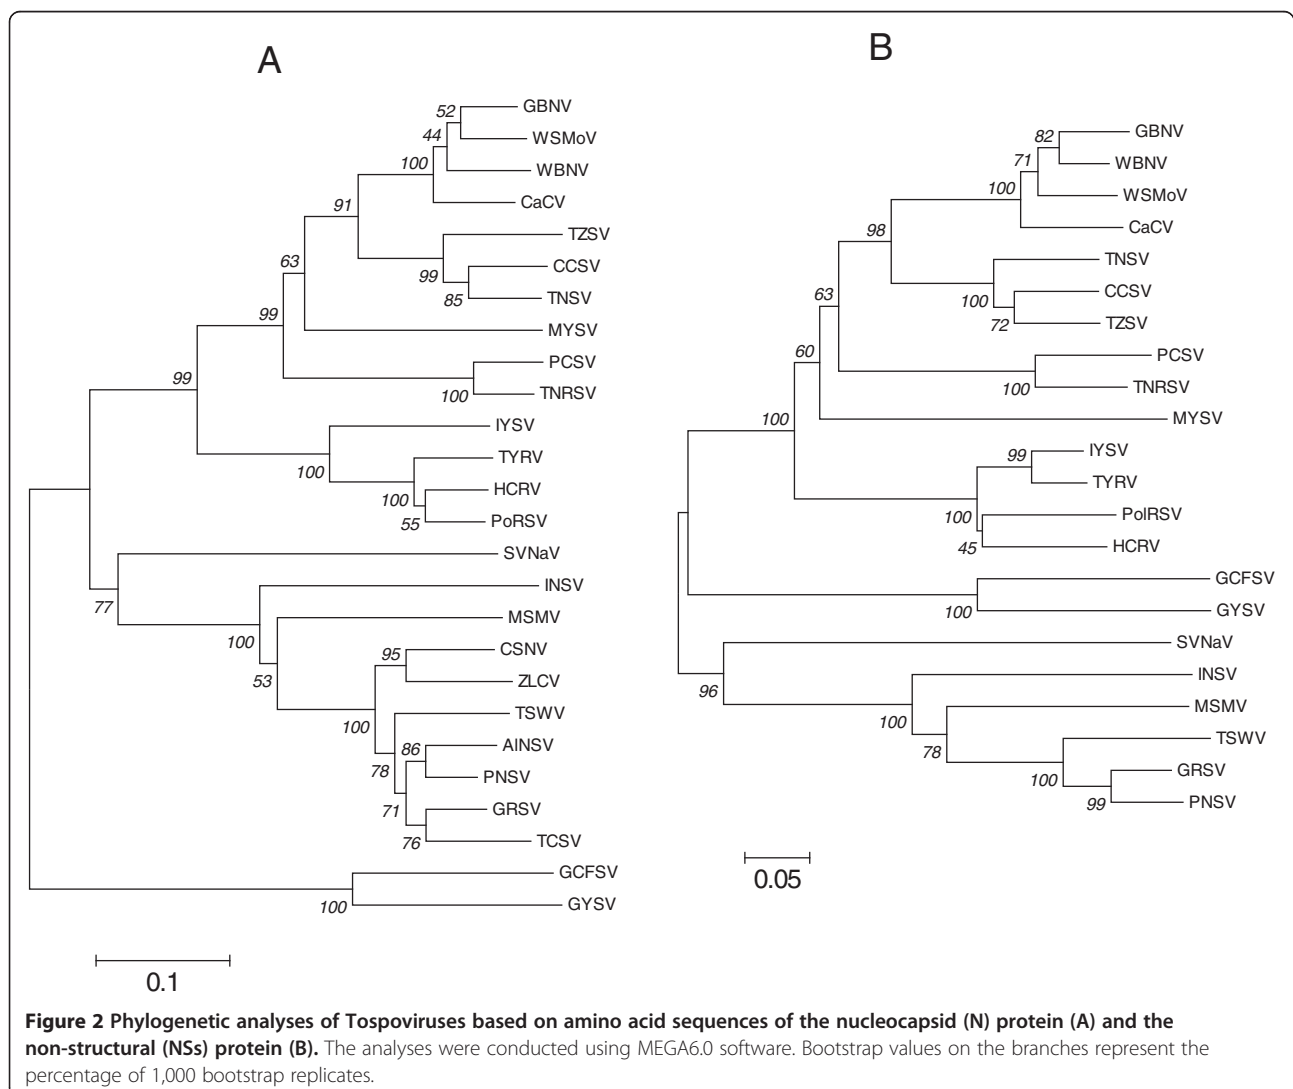 A
52
GBNV
44
WSMoV
100
WBNV
CaCV
91
TZSV
63
CCSV
99
85
TNSV
99
MYSV
PCSV
99
100
TNRSV
IYSV
100
TYRV
100
HCRV
55
PoRSV
SVNaV
77
INSV
100
MSMV
53
95
CSNV
ZLCV
100
TSWV
78
86
AINSV
PNSV
71
GRSV
76
TCSV
GCFSV
100
GYSV
0.1
B
82
GBNV
71
WBNV
100
WSMoV
CaCV
98
TNSV
100
CCSV
63
72
TZSV
60
PCSV
100
TNRSV
100
MYSV
99
IYSV
TYRV
100
PolRSV
45
HCRV
GCFSV
100
GYSV
SVNaV
96
INSV
100
MSMV
78
TSWV
100
GRSV
99
PNSV
0.05
Figure 2 Phylogenetic analyses of Tospoviruses based on amino acid sequences of the nucleocapsid (N) protein (A) and the
non-structural (NSs) protein (B). The analyses were conducted using MEGA6.0 software. Bootstrap values on the branches represent the
percentage of 1,000 bootstrap replicates.